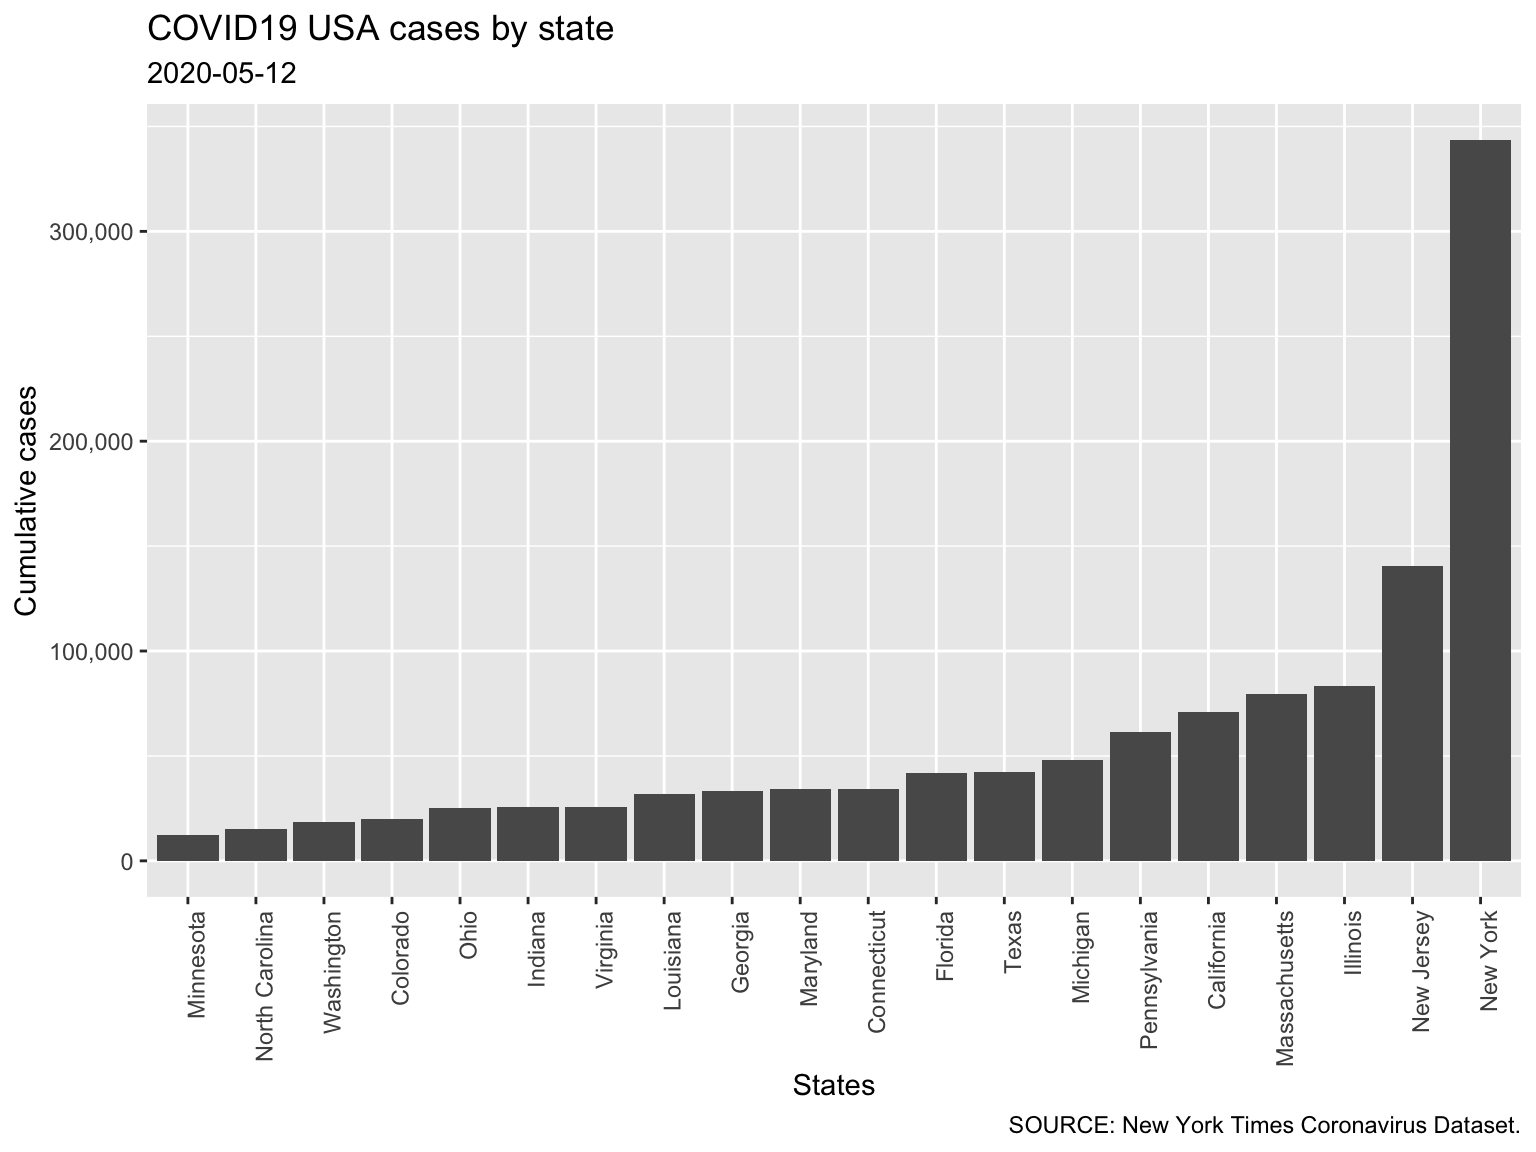 COVID19 USA cases by state
2020-05-12
Cumulative cases
300,000
200,000
100,000
0
Minnesota
North Carolina
Washington
Colorado
Ohio
Indiana
Virginia
Louisiana
Georgia
Maryland
Connecticut
Florida
Texas
Michigan
Pennsylvania
California
Massachusetts
Illinois
New Jersey
New York
States
SOURCE: New York Times Coronavirus Dataset.